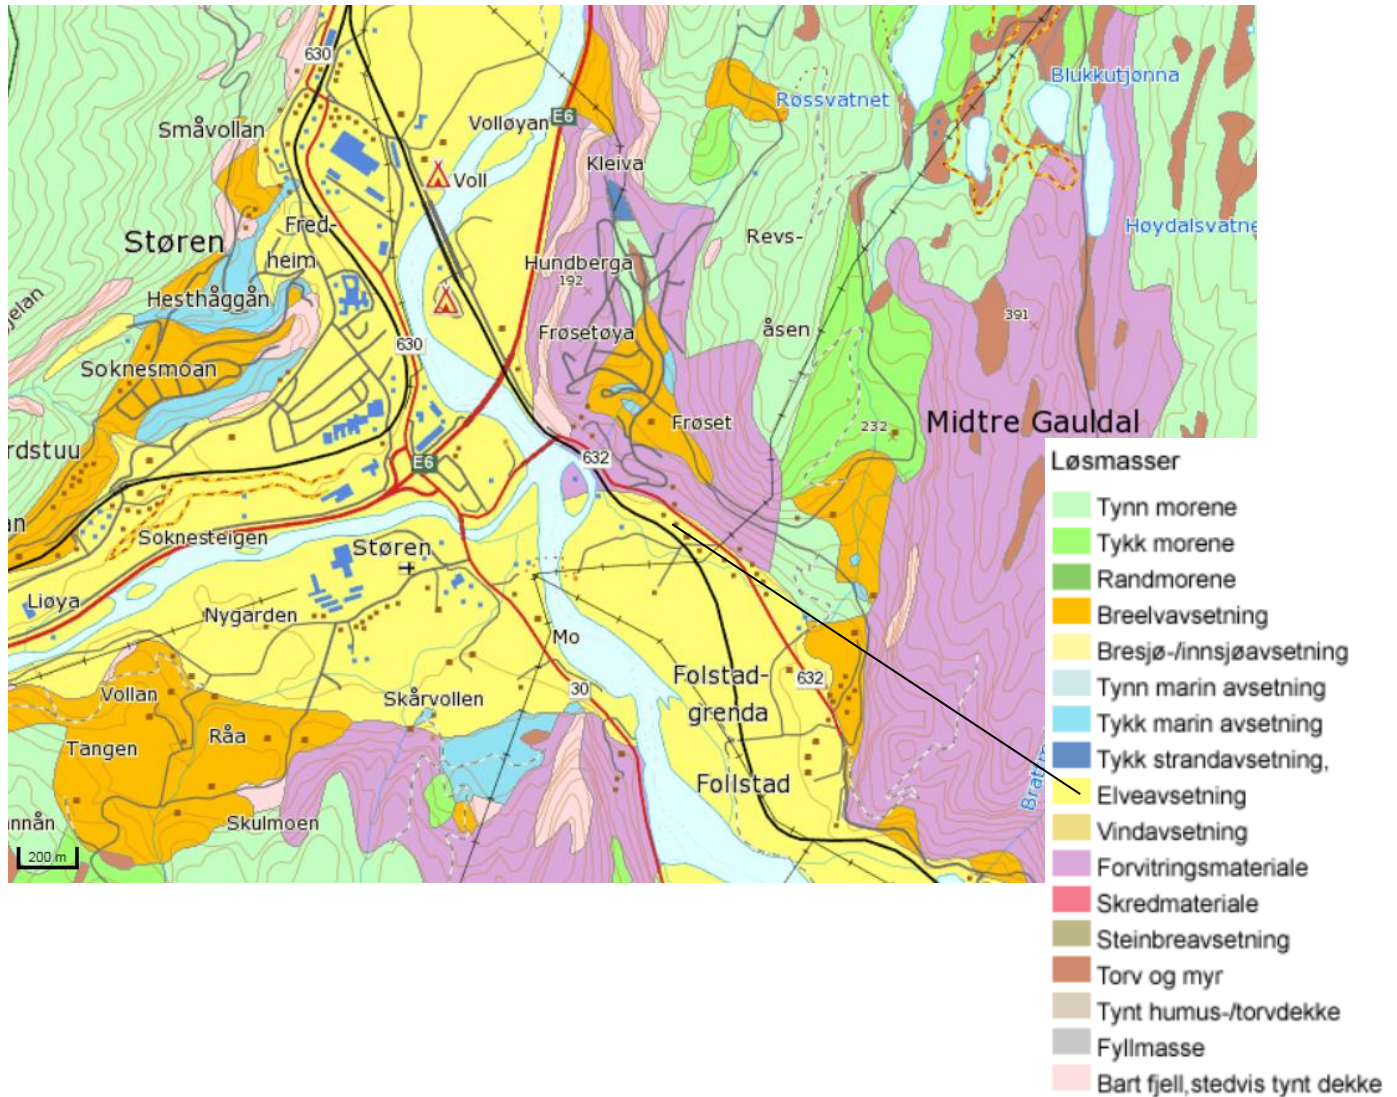 630
Blukkutjønna
Røssvatnet
E6
Volløyan
Småvollan
Kleiva
Voll
Fred-
heim
Høydalsvatne
Støren
Revs-
åsen
Hundberga
192
Hesthåggån
jelan
391
Frøsetøya
630
Soknesmoan
Frøset
Midtre Gauldal
232
rdstuu
E6
632
an
Soknesteigen
Støren
Liøya
Nygarden
Mo
Folstad-
grenda
632
30
Vollan
Skårvollen
Råa
Tangen
Follstad
Skulmoen
annån
200 m
Løsmasser
Tynn morene
Tykk morene
Randmorene
Breelvavsetning
Bresjø-/innsjøavsetning
Tynn marin avsetning
Tykk marin avsetning
Tykk strandavsetning,
Elveavsetning
Vindavsetning
Forvitringsmateriale
Skredmateriale
Steinbreavsetning
Torv og myr
Tynt humus-/torvdekke
Fyllmasse
Bart fjell,stedvis tynt dekke